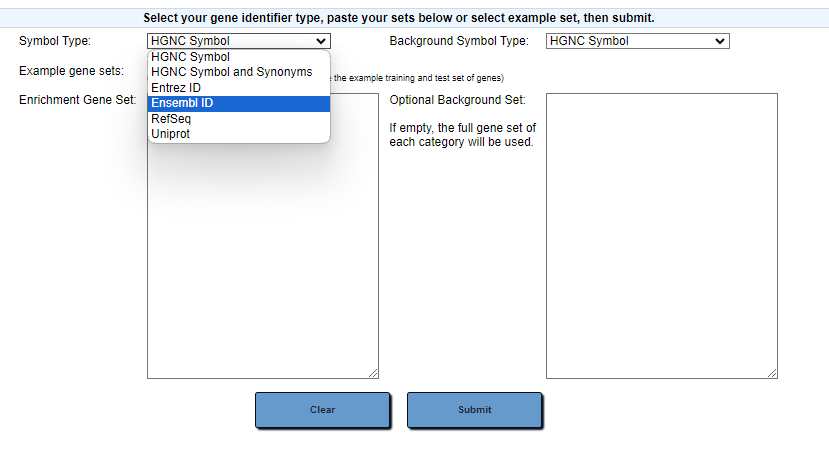 Select your gene identifier type, paste your sets below or select example set, then submit.
Symbol Type:
HGNC Symbol
Background Symbol Type:
HGNC Symbol
HGNC Symbol
HGNC Symbol and Synonyms
Entrez ID
Ensembl ID
RefSeq
Uniprot
Example gene sets:
the example training and test set of genes)
Enrichment Gene Set:
Optional Background Set:
If empty, the full gene set of
each category will be used.
Clear
Submit